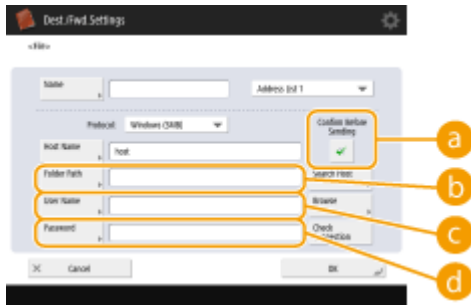 Dest./Fwd.Settings
<File>
Name
Address List 1
Protocol:
Windows (SMB)
Confirm Before
Sending
Host Name
host
a
Folder Path
Search Host
b
User Name
Browse
c
Password
Check
d
Cancel
OK